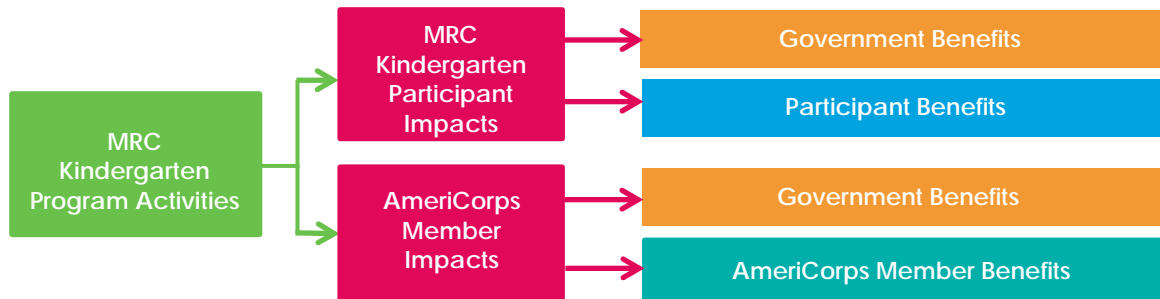 MRC
Kindergarten
Program Activities
MRC
Kindergarten
Participant
Impacts
Government Benefits
Participant Benefits
AmeriCorps
Member
Impacts
Government Benefits
AmeriCorps Member Benefits